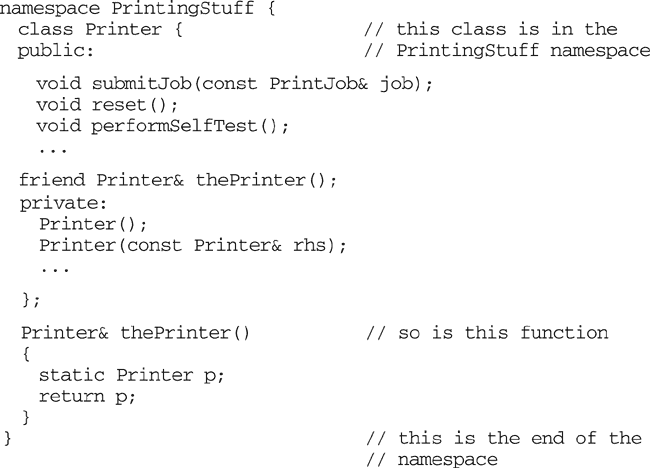 namespace PrintingStuff {
  class Printer {                // this class is in the
  public:                        // PrintingStuff namespace
    void submitJob(const PrintJob& job);
    void reset();
    void performSelfTest();
    ...
  friend Printer& thePrinter();
  private:
    Printer();
    Printer(const Printer& rhs);
    ...
  };
  Printer& thePrinter()          // so is this function
  {
    static Printer p;
    return p;
  }
}                                // this is the end of the
                                 // namespace